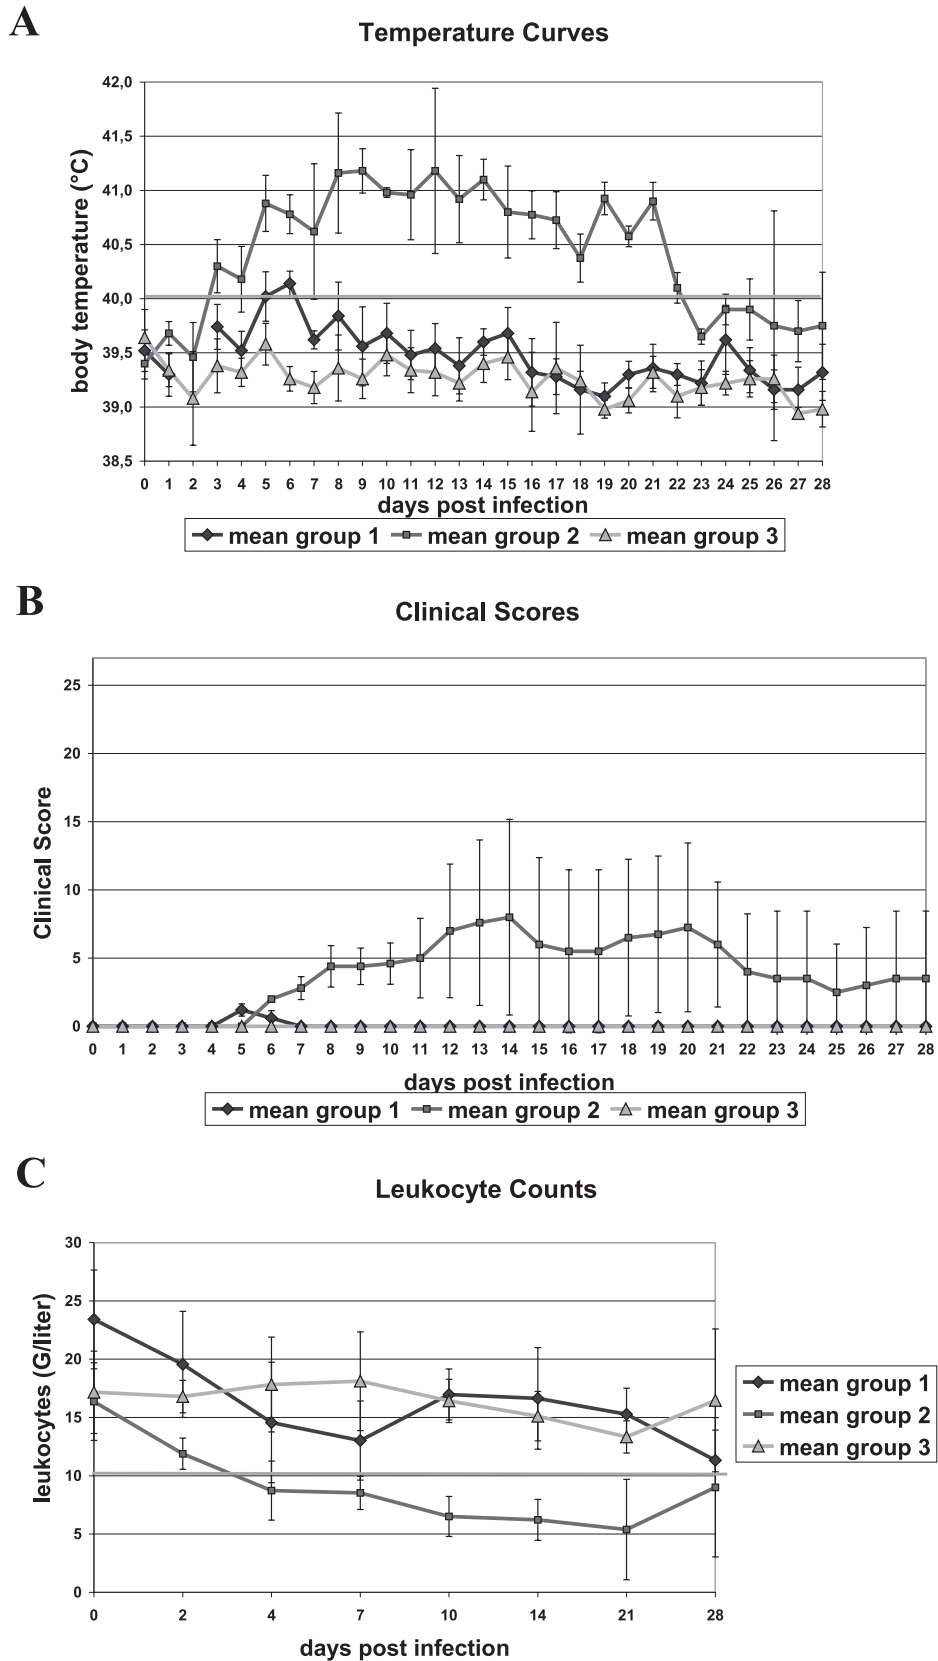 A
Temperature Curves
body temperature (°C)
42,0
41,5
41,0
40,5
40,0
39,5
39,0
38,5
0 1 2 3 4 5 6 7 8 9 10 11 12 13 14 15 16 17 18 19 20 21 22 23 24 25 26 27 28
days post infection
mean group 1 mean group 2 mean group 3
B
Clinical Scores
Clinical Score
25
20
15
10
5
0
0 1 2 3 4 5 6 7 8 9 10 11 12 13 14 15 16 17 18 19 20 21 22 23 24 25 26 27 28
days post infection
mean group 1 mean group 2 mean group 3
C
Leukocyte Counts
leukocytes (G/liter)
30
25
20
15
10
5
0
0 2 4 7 10 14 21 28
days post infection
mean group 1
mean group 2
mean group 3